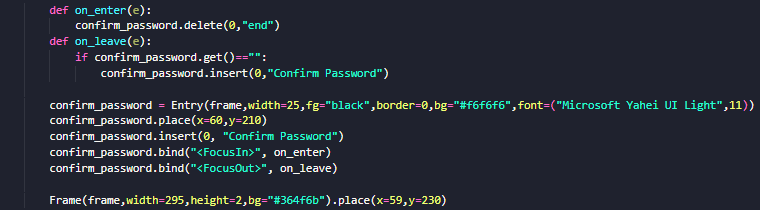 def on_enter(e):
confirm_password.delete(0,"end")
def on_leave(e):
if confirm_password.get()=="":
confirm_password.insert(0,"Confirm Password")
confirm_password = Entry(frame,width=25,fg="black",border=0,bg="#f6f6f6",font=("Microsoft Yahei UI Light",11))
confirm_password.place(x=60,y=210)
confirm_password.insert(0, "Confirm Password")
confirm_password.bind("<FocusIn>", on_enter)
confirm_password.bind("<FocusOut>", on_leave)
Frame(frame,width=295,height=2,bg="#364f6b").place(x=59,y=230)